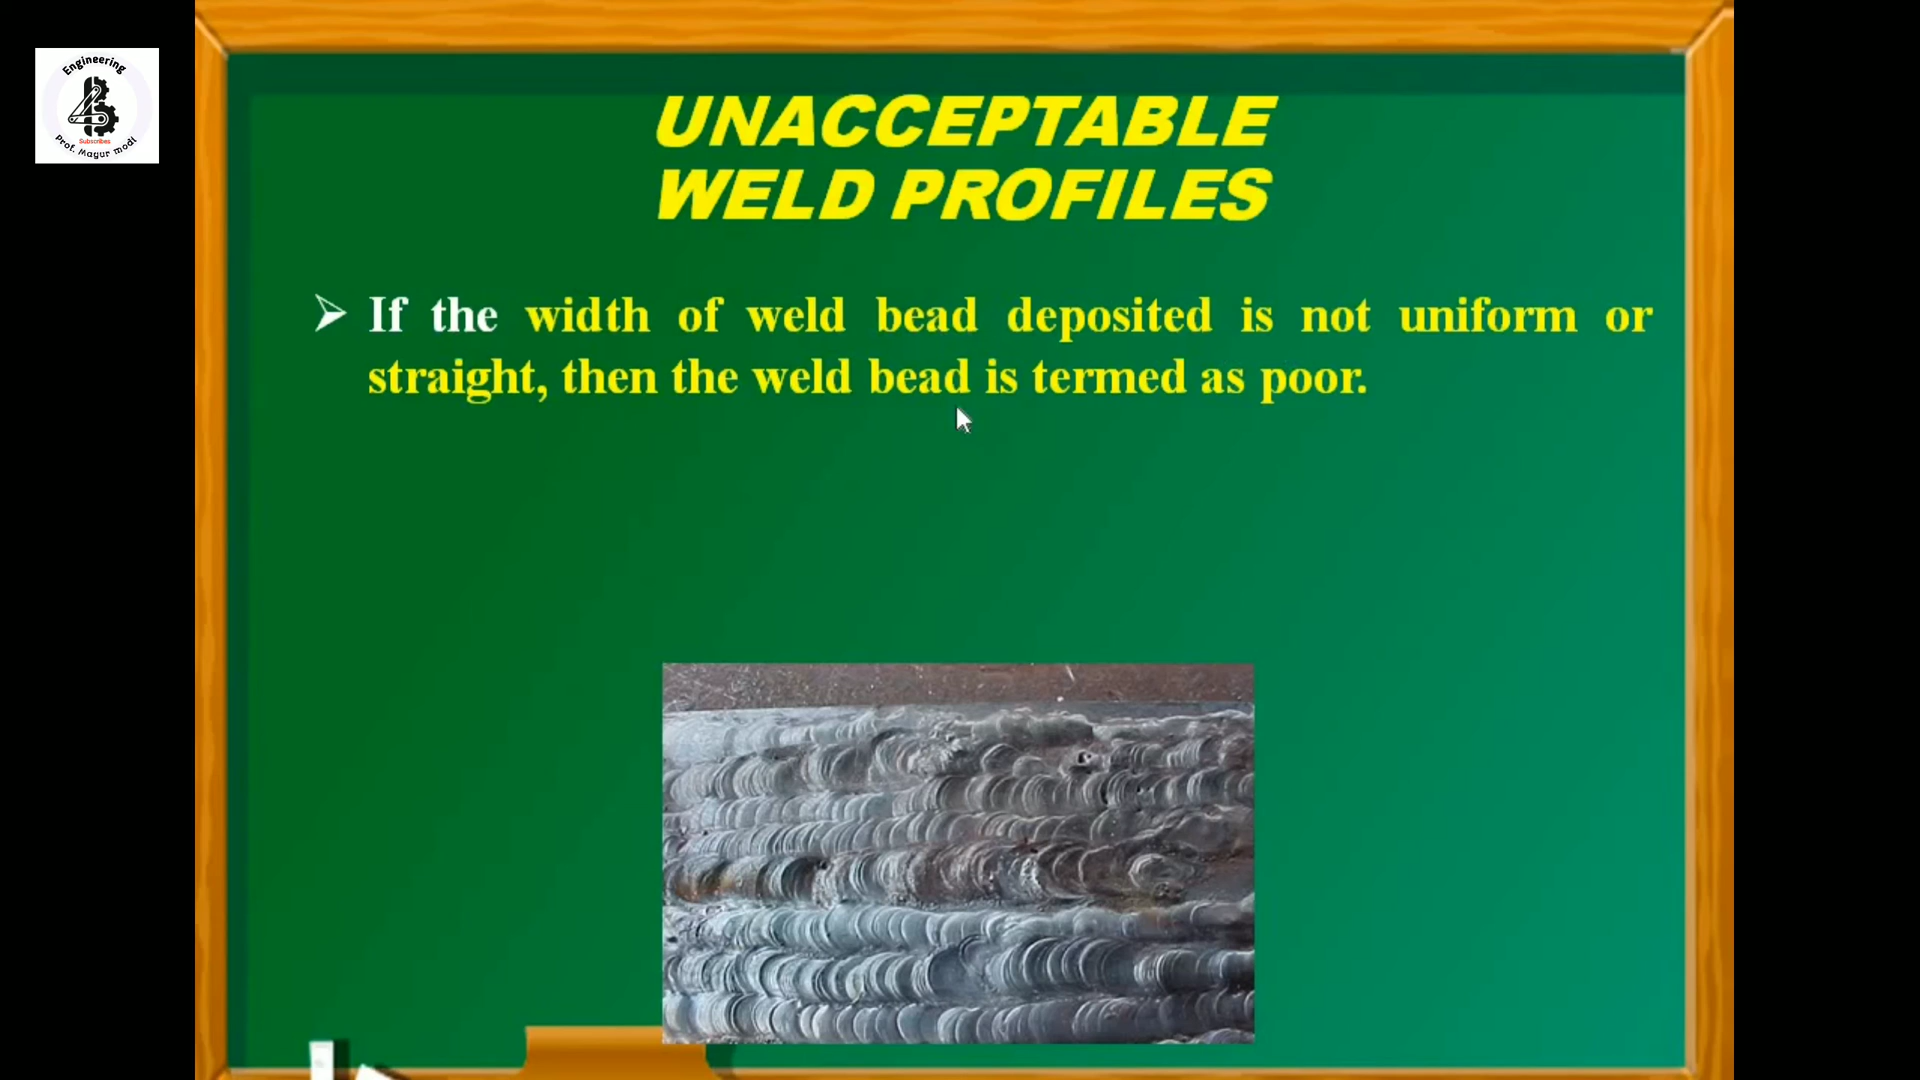 Engineering
Subscribes
Prof. Mayur modi
UNACCEPTABLE
WELD PROFILES
If the width of weld bead deposited is not uniform or
straight, then the weld bead is termed as poor.